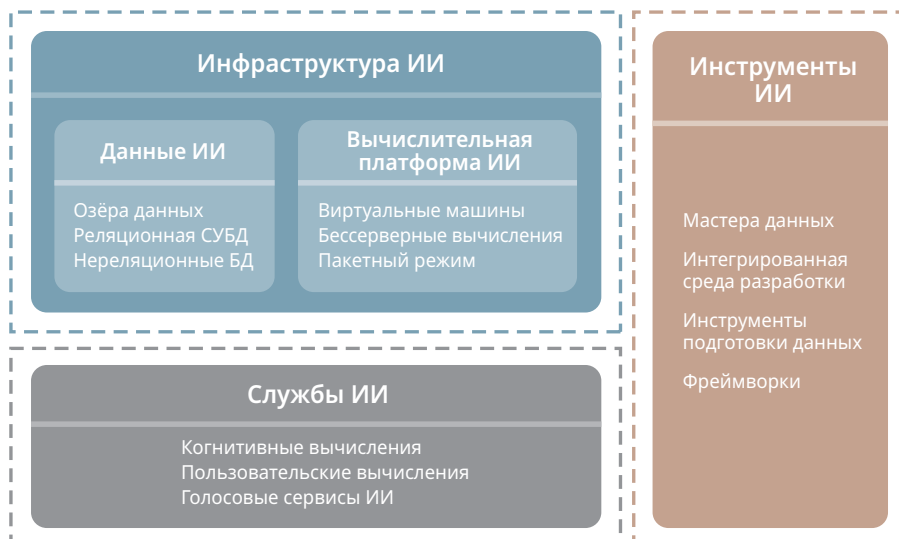 Инфраструктура ИИ
Данные ИИ
Озёра данных
Реляционная СУБД
Нереляционные БД
Вычислительная
платформа ИИ
Виртуальные машины
Бессерверные вычисления
Пакетный режим
Службы ИИ
Когнитивные вычисления
Пользовательские вычисления
Голосовые сервисы ИИ
Инструменты
ИИ
Мастера данных
Интегрированная
среда разработки
Инструменты
подготовки данных
Фреймворки